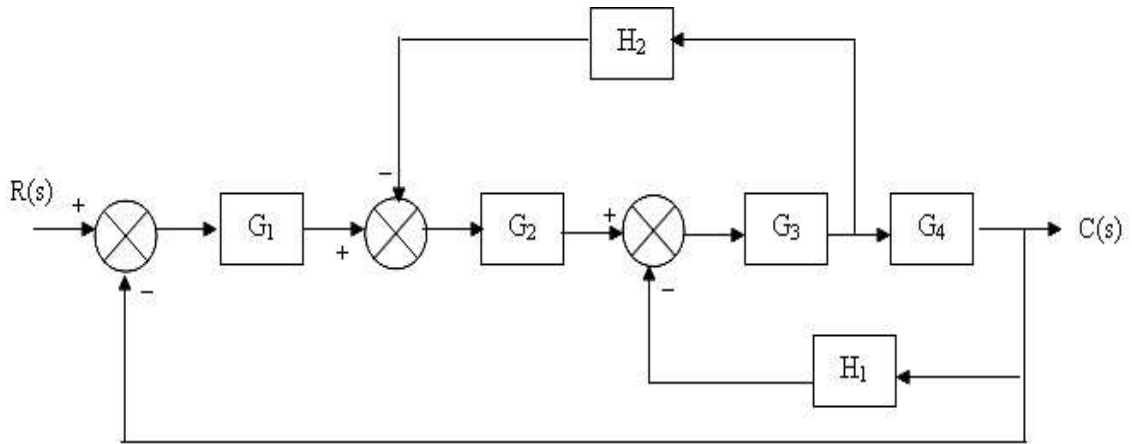 H₂
−
R(s)
+
G₁
+
G₂
+
G₃
G₄
C(s)
−
−
H₁